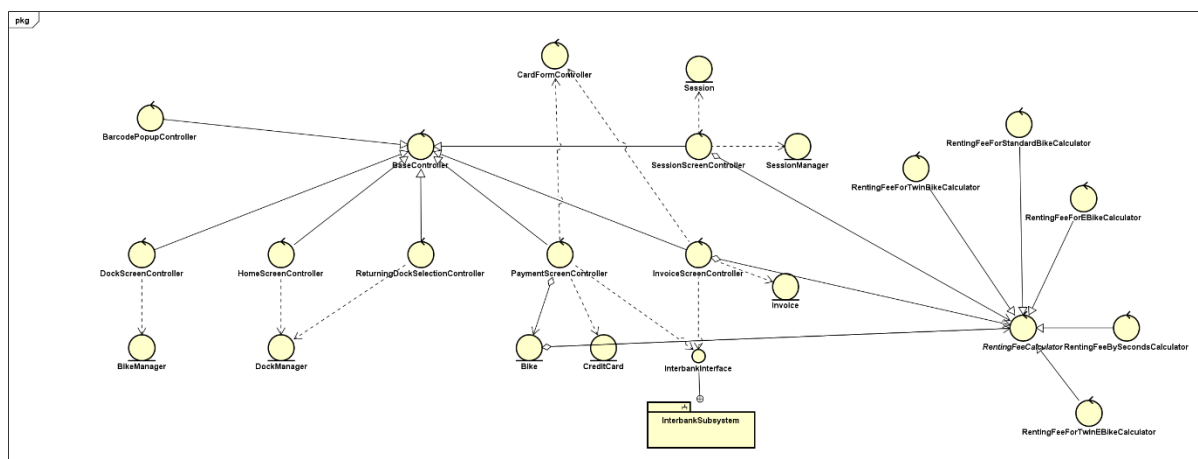 pkg
CardFormController
Session
BarcodePopupController
BaseController
SessionScreenController
SessionManager
RentingFeeForStandardBikeCalculator
RentingFeeForTwinBikeCalculator
RentingFeeForEBikeCalculator
DockScreenController
HomeScreenController
ReturningDockSelectionController
PaymentScreenController
InvoiceScreenController
Invoice
BikeManager
DockManager
Bike
CreditCard
InterbankInterface
RentingFeeCalculator
RentingFeeBySecondsCalculator
InterbankSubsystem
RentingFeeForTwinEBikeCalculator